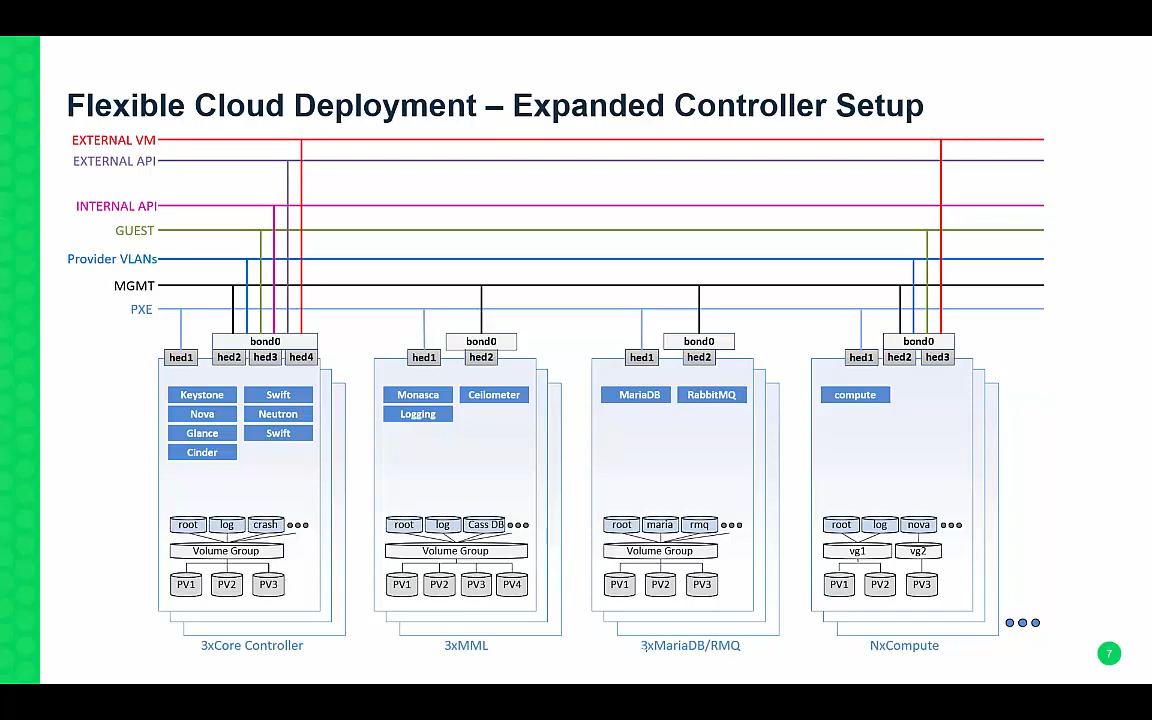 Flexible Cloud Deployment – Expanded Controller Setup
EXTERNAL VM
EXTERNAL API
INTERNAL API
GUEST
Provider VLANs
MGMT
PXE
bond0
hed1
hed2
hed3
hed4
Keystone
Swift
Nova
Neutron
Glance
Swift
Cinder
root
log
crash
Volume Group
PV1
PV2
PV3
3xCore Controller
bond0
hed1
hed2
Monasca
Ceilometer
Logging
root
log
Cass DB
Volume Group
PV1
PV2
PV3
PV4
3xMML
bond0
hed1
hed2
MariaDB
RabbitMQ
root
maria
rmq
Volume Group
PV1
PV2
PV3
3xMariaDB/RMQ
bond0
hed1
hed2
hed3
compute
root
log
nova
vg1
vg2
PV1
PV2
PV3
NxCompute
7